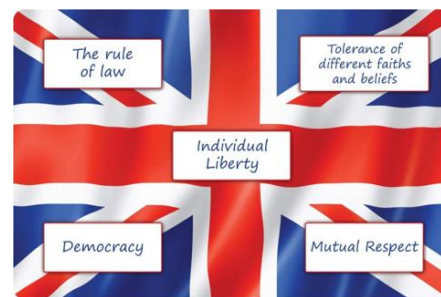 The rule
of law
Tolerance of
different faiths
and beliefs
Individual
Liberty
Democracy
Mutual Respect